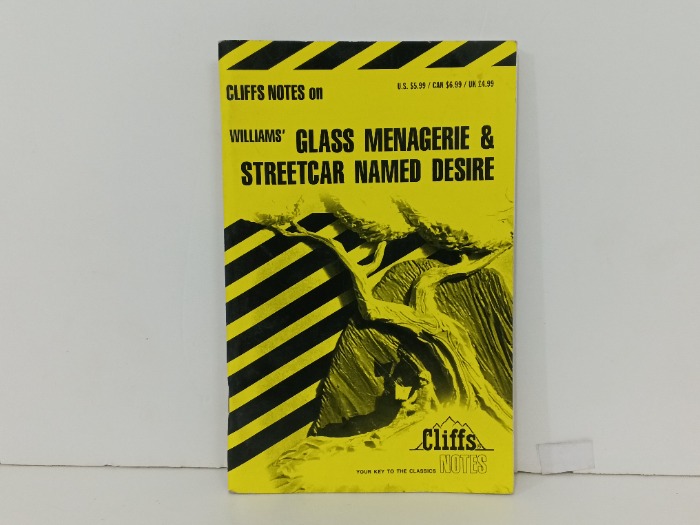 CLIFFS NOTES on
U.S. $5.99 / CAN $6.99 / UK £4.99
WILLIAMS' GLASS MENAGERIE &
STREETCAR NAMED DESIRE
Cliffs
YOUR KEY TO THE CLASSICS NOTES